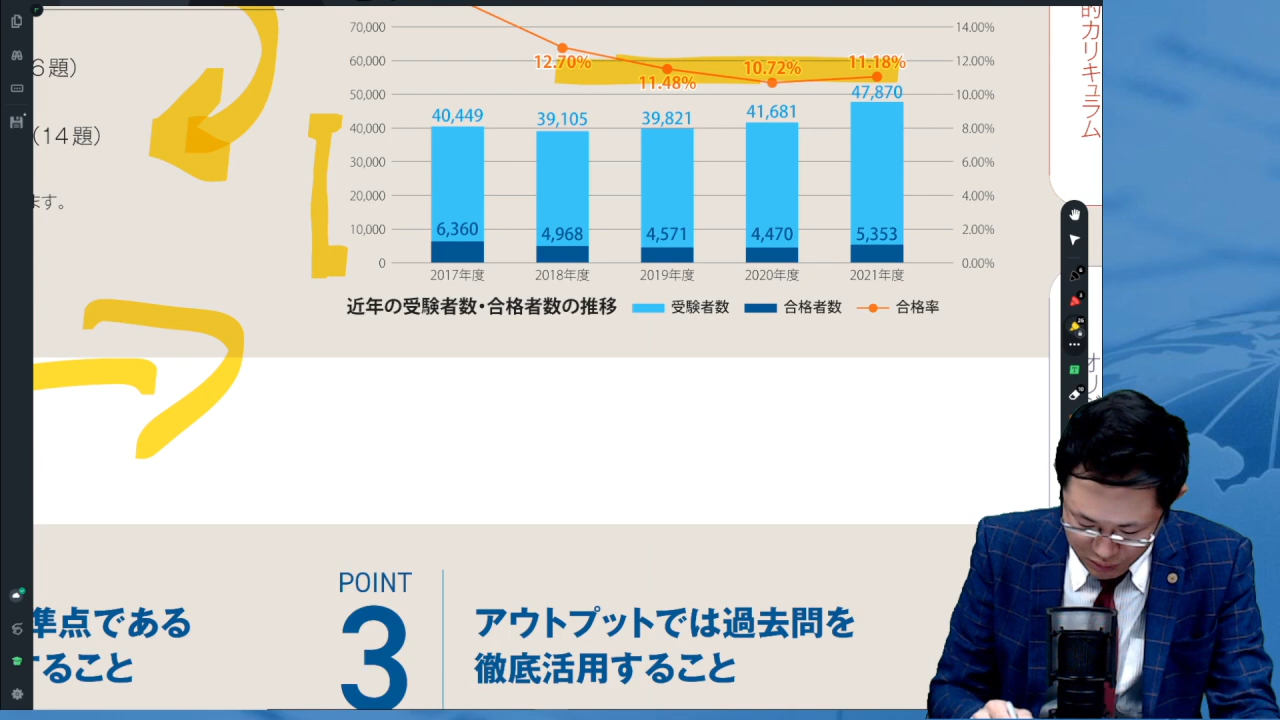 6題)
(14題)
ます。
70,000
60,000
50,000
40,000
30,000
20,000
10,000
0
14.00%
12.00%
10.00%
8.00%
6.00%
4.00%
2.00%
0.00%
12.70%
11.48%
10.72%
11.18%
40,449
39,105
39,821
41,681
47,870
6,360
4,968
4,571
4,470
5,353
2017年度
2018年度
2019年度
2020年度
2021年度
近年の受験者数・合格者数の推移
受験者数
合格者数
合格率
的カリキュラム
オリ
準点である
すること
POINT
3
アウトプットでは過去問を
徹底活用すること